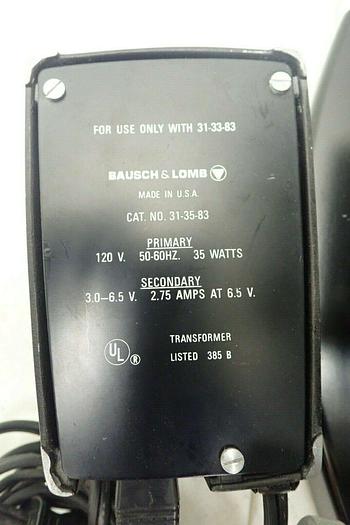 FOR USE ONLY WITH 31-33-83
BAUSCH & LOMB
MADE IN U.S.A.
CAT. NO. 31-35-83
PRIMARY
120 V. 50-60HZ. 35 WATTS
SECONDARY
3.0-6.5 V. 2.75 AMPS AT 6.5 V.
UL ® TRANSFORMER
LISTED 385 B